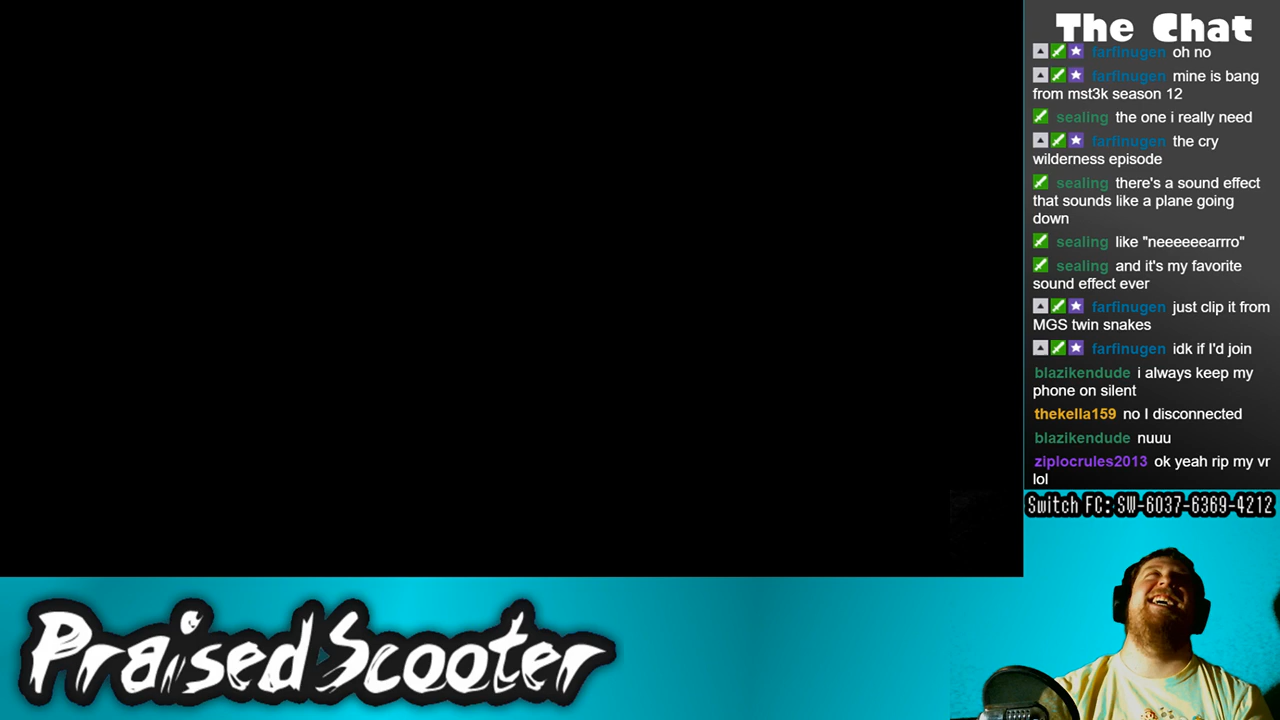 The Chat
farfinugen oh no
farfinugen mine is bang
from mst3k season 12
sealing the one i really need
farfinugen the cry
wilderness episode
sealing there's a sound effect
that sounds like a plane going
down
sealing like "neeeeeearrro"
sealing and it's my favorite
sound effect ever
farfinugen just clip it from
MGS twin snakes
farfinugen idk if I'd join
blazikendude i always keep my
phone on silent
thekella159 no I disconnected
blazikendude nuuu
ziplocrules2013 ok yeah rip my vr
lol
Switch FC: SW-6037-6369-4212
PraisedScooter